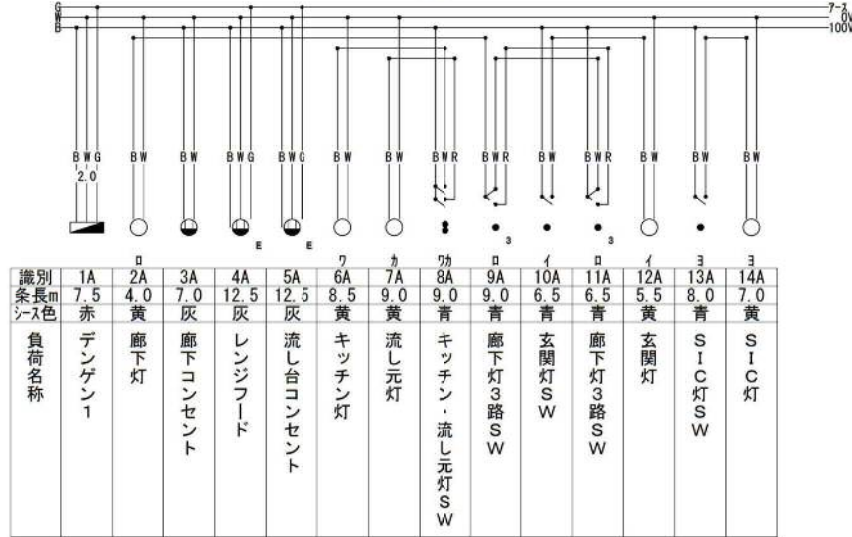 G アース
W 0V
B 100V
B W G B W B W B W G B W G B W B W B W R B W R B W B W R B W B W B W
2.0
E E 3 3
ロ ワ カ ワカ ロ イ ロ イ ヨ ヨ
識別 1A 2A 3A 4A 5A 6A 7A 8A 9A 10A 11A 12A 13A 14A
条長m 7.5 4.0 7.0 12.5 12.5 8.5 9.0 9.0 9.0 6.5 6.5 5.5 8.0 7.0
シース色 赤 黄 灰 灰 灰 黄 黄 青 青 青 青 黄 青 黄
負荷名称 デンゲン1 廊下灯 廊下コンセント レンジフード 流し台コンセント キッチン灯 流し元灯 キッチン・流し元灯SW 廊下灯3路SW 玄関灯SW 廊下灯3路SW 玄関灯 SIC灯SW SIC灯